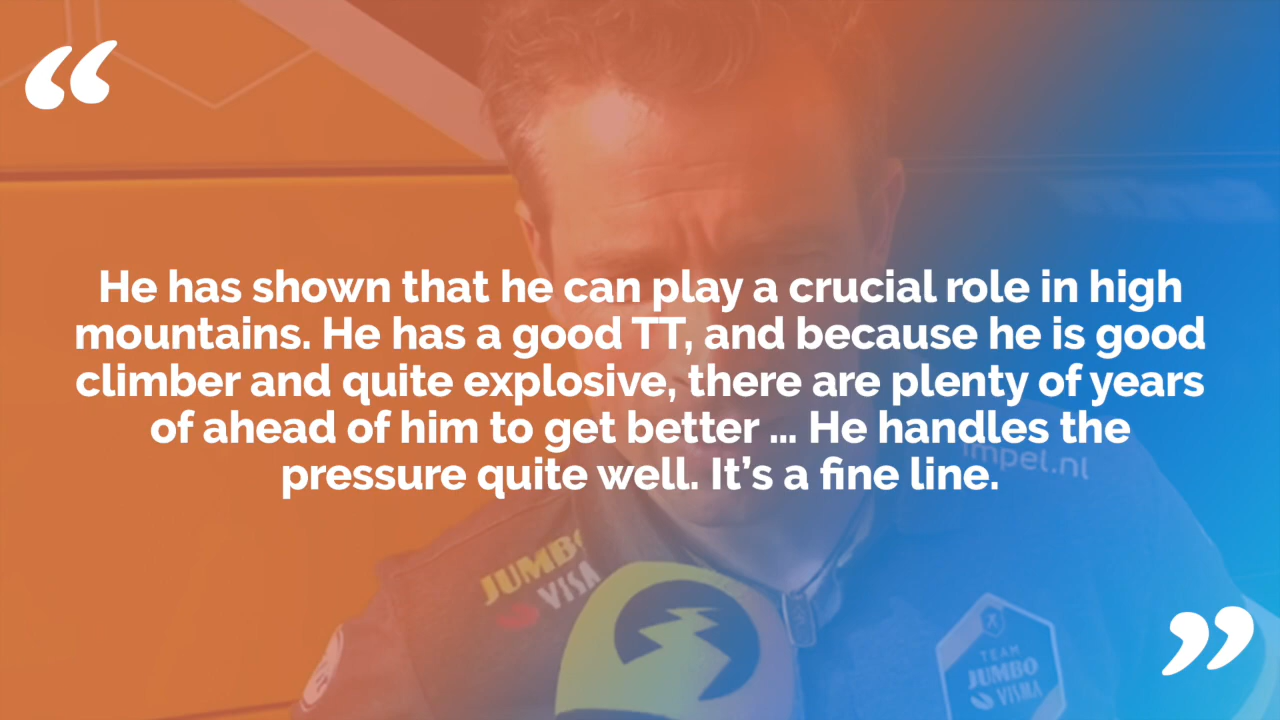 “
He has shown that he can play a crucial role in high
mountains. He has a good TT, and because he is good
climber and quite explosive, there are plenty of years
of ahead of him to get better ... He handles the
pressure quite well. It’s a fine line.
impel.nl
JUMBO
VISMA
TEAM
JUMBO
VISMA
”